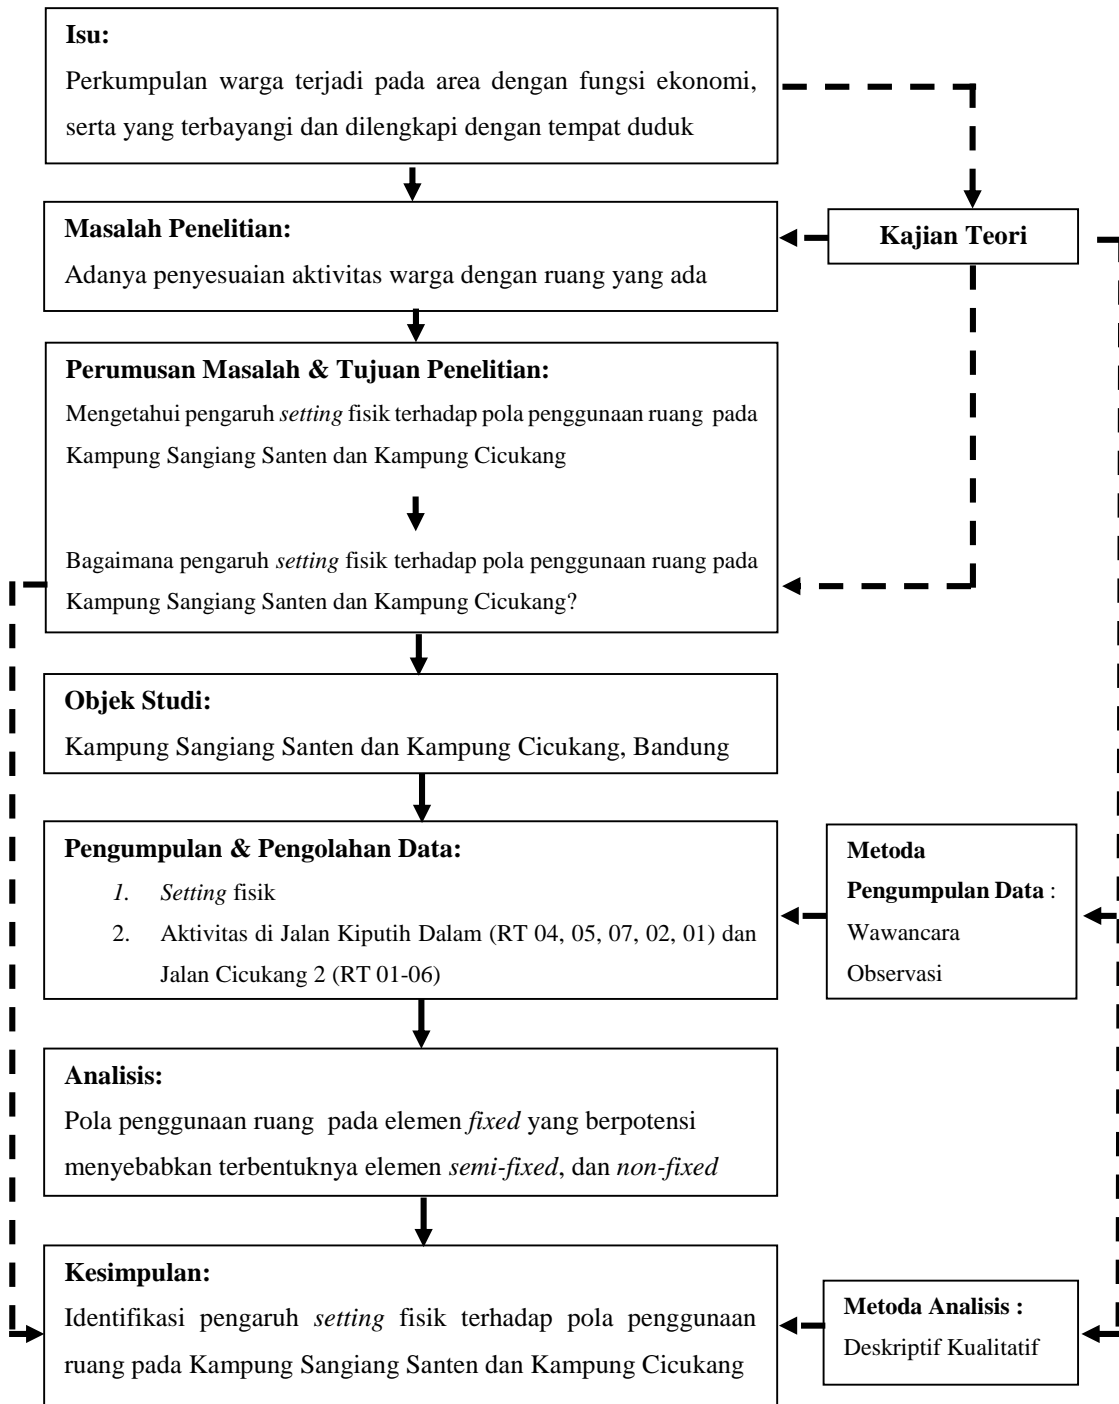 Isu:
Perkumpulan warga terjadi pada area dengan fungsi ekonomi,
serta yang terbayangi dan dilengkapi dengan tempat duduk
Masalah Penelitian:
Adanya penyesuaian aktivitas warga dengan ruang yang ada
Kajian Teori
Perumusan Masalah & Tujuan Penelitian:
Mengetahui pengaruh setting fisik terhadap pola penggunaan ruang pada
Kampung Sangiang Santen dan Kampung Cicukang
Bagaimana pengaruh setting fisik terhadap pola penggunaan ruang pada
Kampung Sangiang Santen dan Kampung Cicukang?
Objek Studi:
Kampung Sangiang Santen dan Kampung Cicukang, Bandung
Pengumpulan & Pengolahan Data:
1. Setting fisik
2. Aktivitas di Jalan Kiputih Dalam (RT 04, 05, 07, 02, 01) dan
Jalan Cicukang 2 (RT 01-06)
Metoda
Pengumpulan Data :
Wawancara
Observasi
Analisis:
Pola penggunaan ruang pada elemen fixed yang berpotensi
menyebabkan terbentuknya elemen semi-fixed, dan non-fixed
Kesimpulan:
Identifikasi pengaruh setting fisik terhadap pola penggunaan
ruang pada Kampung Sangiang Santen dan Kampung Cicukang
Metoda Analisis :
Deskriptif Kualitatif